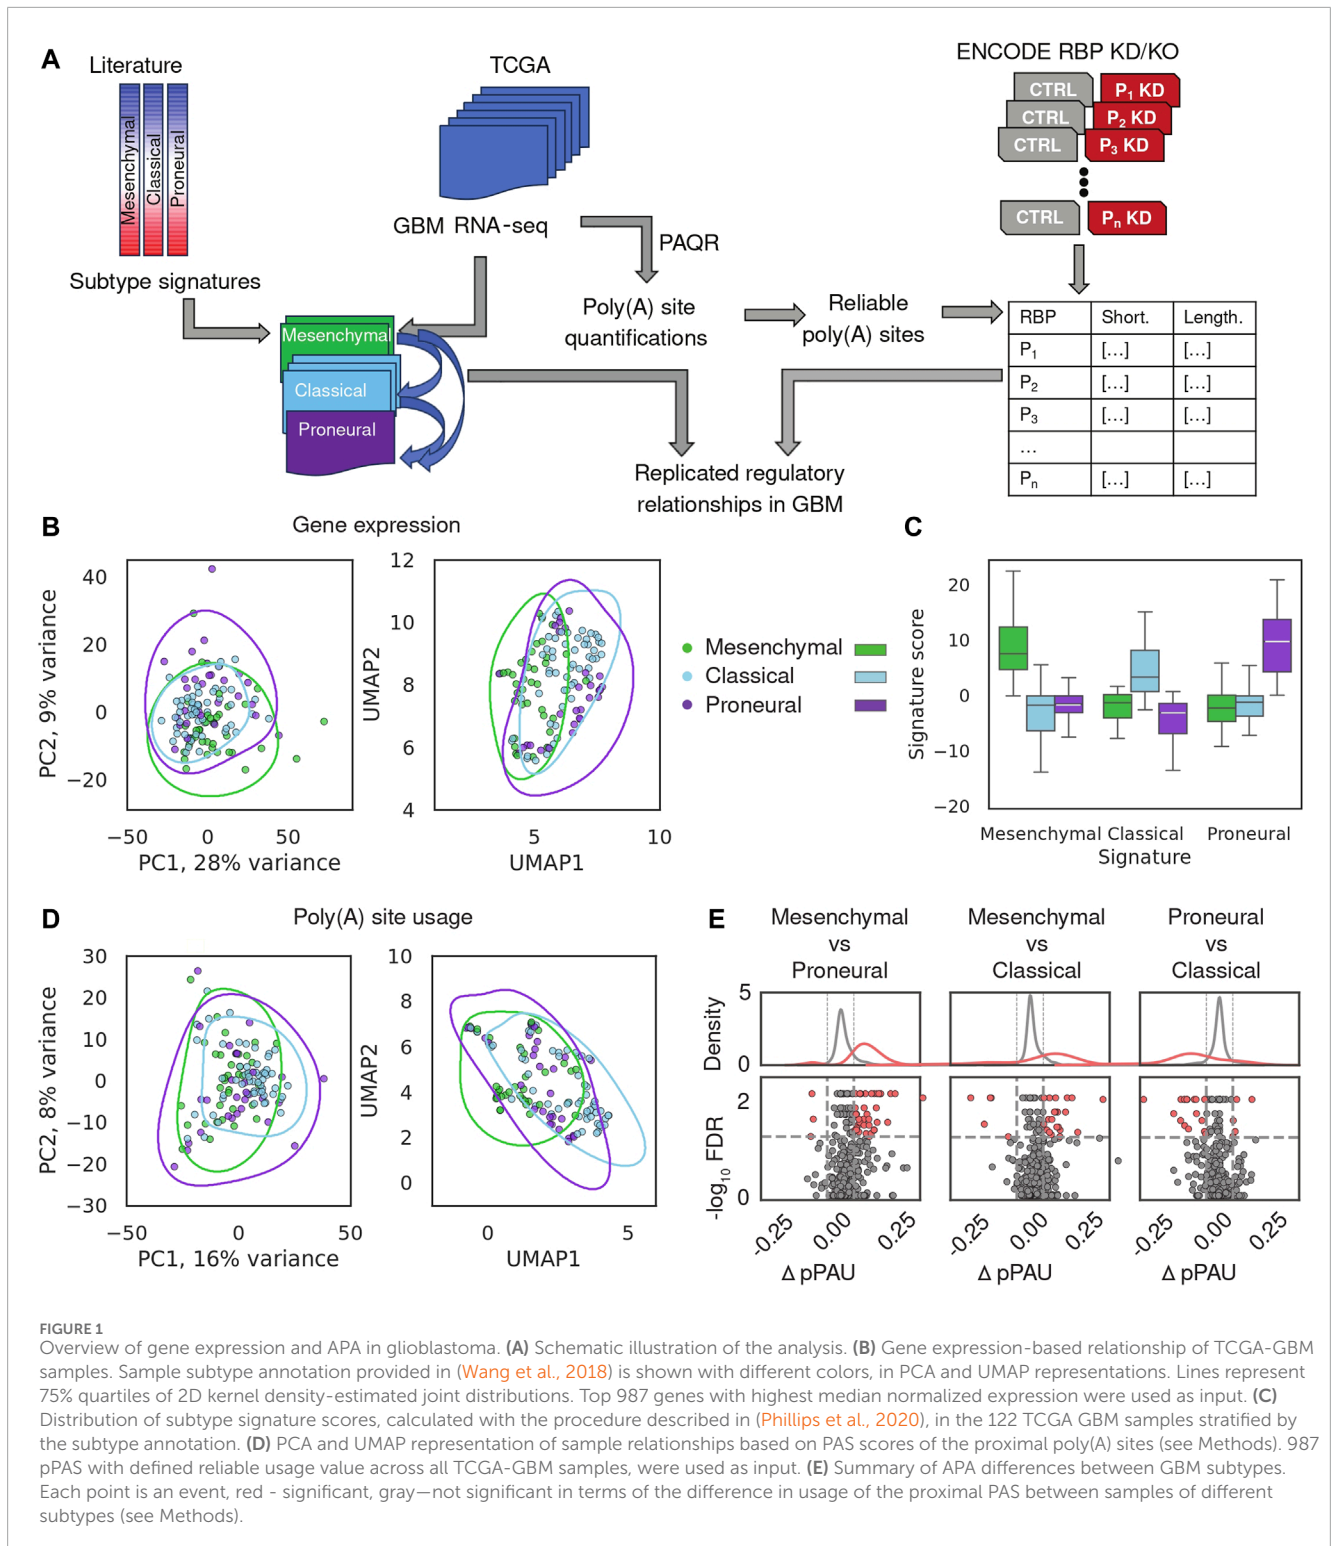 A
Literature
Mesenchymal
Classical
Proneural
Subtype signatures
TCGA
GBM RNA-seq
PAQR
Poly(A) site
quantifications
Reliable
poly(A) sites
ENCODE RBP KD/KO
CTRL P1 KD
CTRL P2 KD
CTRL P3 KD
CTRL Pn KD
RBP Short. Length.
P1 [...] [...]
P2 [...] [...]
P3 [...] [...]
...
Pn [...] [...]
Mesenchymal
Classical
Proneural
Replicated regulatory
relationships in GBM
B
Gene expression
PC2, 9% variance
40
20
0
−20
−50 0 50
PC1, 28% variance
UMAP2
12
10
8
6
4
5 10
UMAP1
Mesenchymal
Classical
Proneural
C
Signature score
20
10
0
−10
−20
Mesenchymal Classical Proneural
Signature
D
Poly(A) site usage
PC2, 8% variance
30
20
10
0
−10
−20
−30
−50 0 50
PC1, 16% variance
UMAP2
10
8
6
4
2
0
0 5
UMAP1
E
Mesenchymal
vs
Proneural
Mesenchymal
vs
Classical
Proneural
vs
Classical
Density
5
0
-log10 FDR
2
0
-0.25 0.00 0.25
Δ pPAU
-0.25 0.00 0.25
Δ pPAU
-0.25 0.00 0.25
Δ pPAU
FIGURE 1
Overview of gene expression and APA in glioblastoma. (A) Schematic illustration of the analysis. (B) Gene expression-based relationship of TCGA-GBM
samples. Sample subtype annotation provided in (Wang et al., 2018) is shown with different colors, in PCA and UMAP representations. Lines represent
75% quartiles of 2D kernel density-estimated joint distributions. Top 987 genes with highest median normalized expression were used as input. (C)
Distribution of subtype signature scores, calculated with the procedure described in (Phillips et al., 2020), in the 122 TCGA GBM samples stratified by
the subtype annotation. (D) PCA and UMAP representation of sample relationships based on PAS scores of the proximal poly(A) sites (see Methods). 987
pPAS with defined reliable usage value across all TCGA-GBM samples, were used as input. (E) Summary of APA differences between GBM subtypes.
Each point is an event, red - significant, gray—not significant in terms of the difference in usage of the proximal PAS between samples of different
subtypes (see Methods).